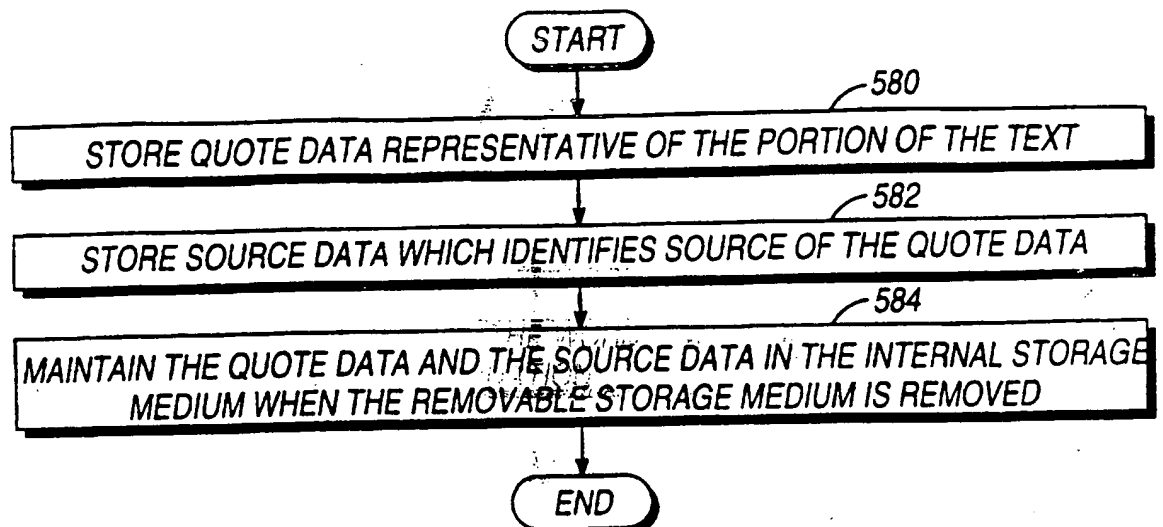 START
580
STORE QUOTE DATA REPRESENTATIVE OF THE PORTION OF THE TEXT
582
STORE SOURCE DATA WHICH IDENTIFIES SOURCE OF THE QUOTE DATA
584
MAINTAIN THE QUOTE DATA AND THE SOURCE DATA IN THE INTERNAL STORAGE
MEDIUM WHEN THE REMOVABLE STORAGE MEDIUM IS REMOVED
END